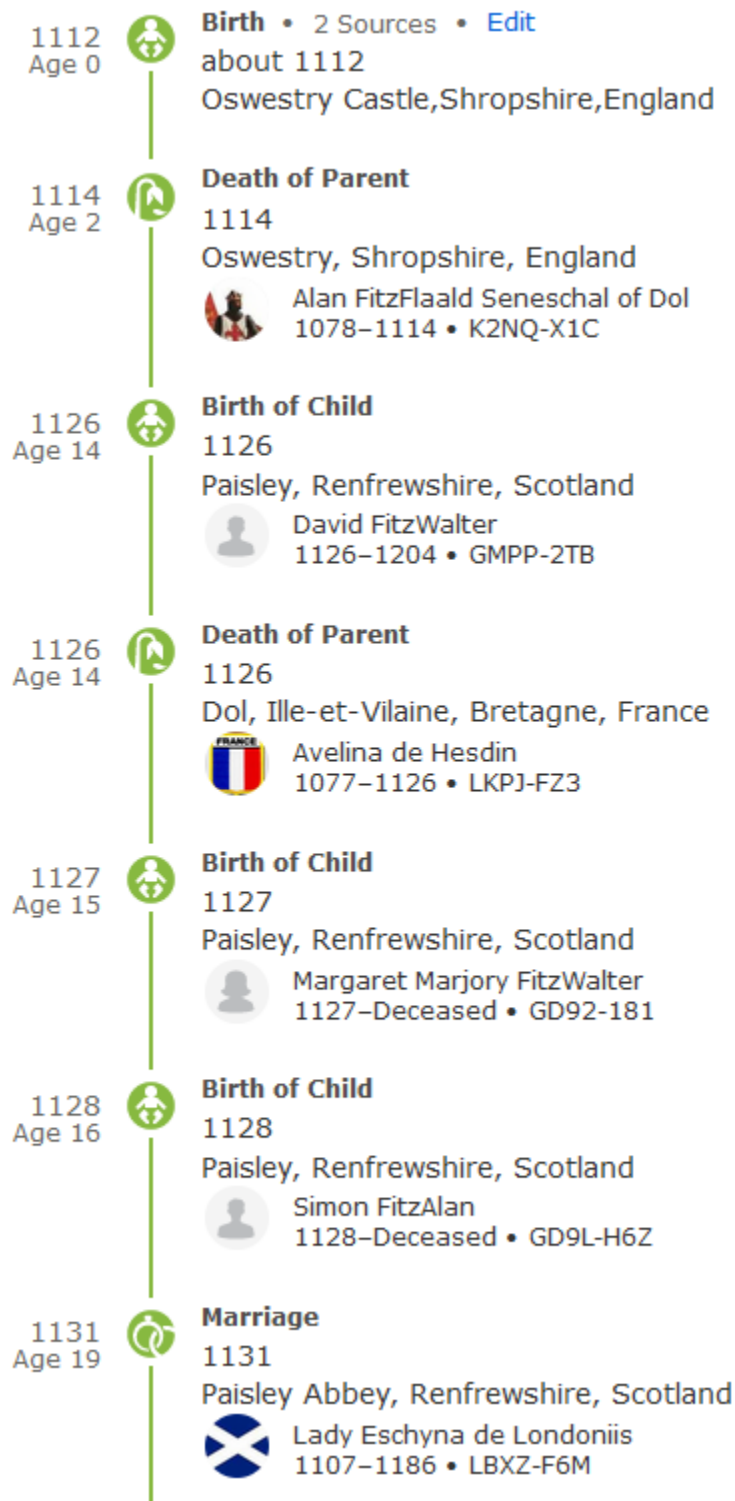 1112
Age 0
Birth • 2 Sources • Edit
about 1112
Oswestry Castle,Shropshire,England
1114
Age 2
Death of Parent
1114
Oswestry, Shropshire, England
Alan FitzFlaald Seneschal of Dol
1078–1114 • K2NQ-X1C
1126
Age 14
Birth of Child
1126
Paisley, Renfrewshire, Scotland
David FitzWalter
1126–1204 • GMPP-2TB
1126
Age 14
Death of Parent
1126
Dol, Ille-et-Vilaine, Bretagne, France
FRANCE
Avelina de Hesdin
1077–1126 • LKPJ-FZ3
1127
Age 15
Birth of Child
1127
Paisley, Renfrewshire, Scotland
Margaret Marjory FitzWalter
1127–Deceased • GD92-181
1128
Age 16
Birth of Child
1128
Paisley, Renfrewshire, Scotland
Simon FitzAlan
1128–Deceased • GD9L-H6Z
1131
Age 19
Marriage
1131
Paisley Abbey, Renfrewshire, Scotland
Lady Eschyna de Londoniis
1107–1186 • LBXZ-F6M